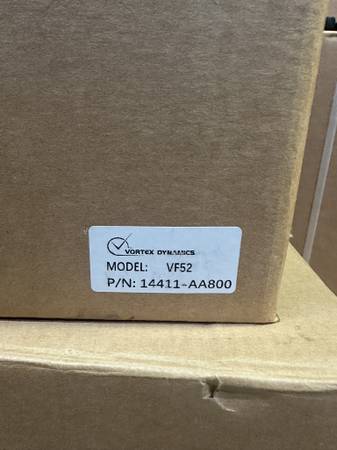 VORTEX DYNAMICS
MODEL: VF52
P/N: 14411-AA800